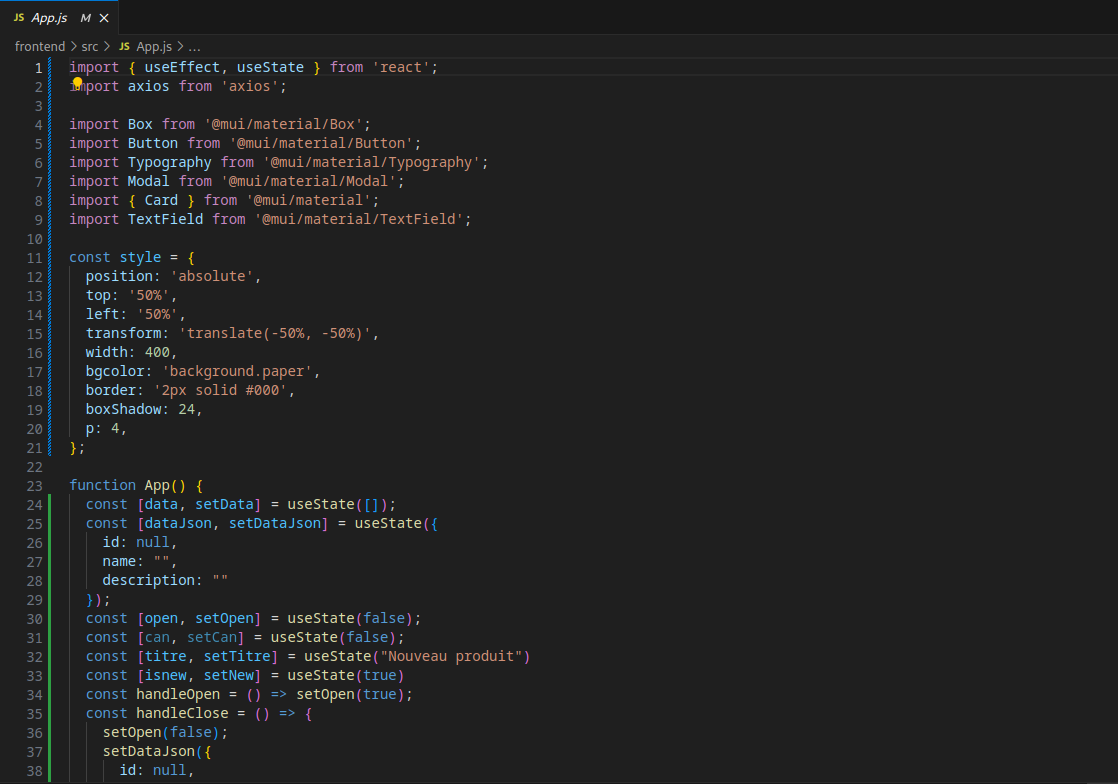 JS App.js M ×
frontend > src > JS App.js > ...
1 import { useEffect, useState } from 'react';
2 import axios from 'axios';
3
4 import Box from '@mui/material/Box';
5 import Button from '@mui/material/Button';
6 import Typography from '@mui/material/Typography';
7 import Modal from '@mui/material/Modal';
8 import { Card } from '@mui/material';
9 import TextField from '@mui/material/TextField';
10
11 const style = {
12   position: 'absolute',
13   top: '50%',
14   left: '50%',
15   transform: 'translate(-50%, -50%)',
16   width: 400,
17   bgcolor: 'background.paper',
18   border: '2px solid #000',
19   boxShadow: 24,
20   p: 4,
21 };
22
23 function App() {
24   const [data, setData] = useState([]);
25   const [dataJson, setDataJson] = useState({
26     id: null,
27     name: "",
28     description: ""
29   });
30   const [open, setOpen] = useState(false);
31   const [can, setCan] = useState(false);
32   const [titre, setTitre] = useState("Nouveau produit")
33   const [isnew, setNew] = useState(true)
34   const handleOpen = () => setOpen(true);
35   const handleClose = () => {
36     setOpen(false);
37     setDataJson({
38       id: null,